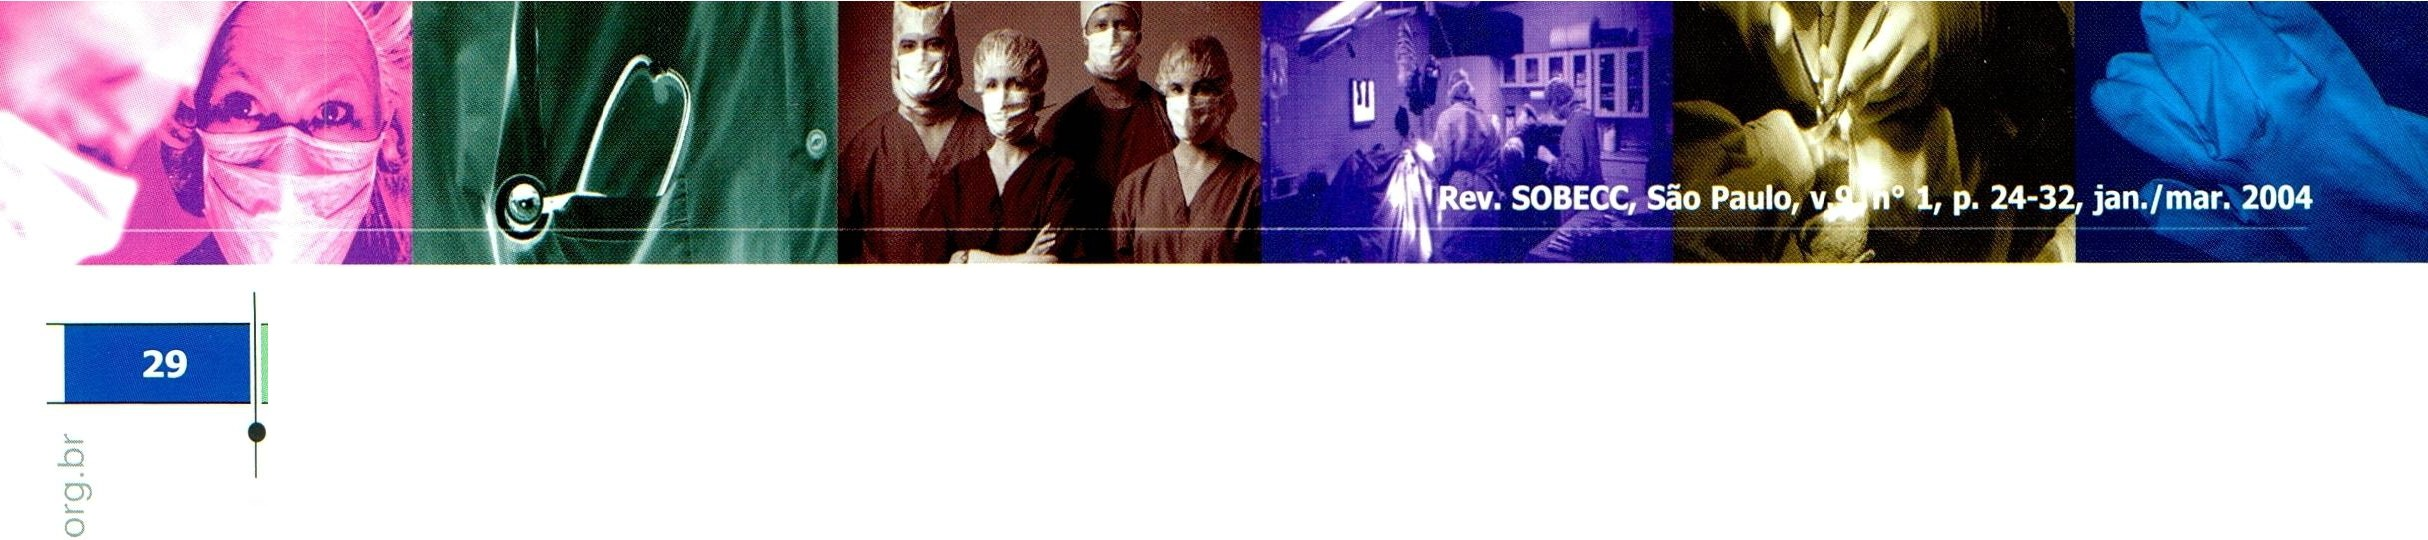 Rev. SOBECC, São Paulo, v.9, n° 1, p. 24-32, jan./mar. 2004
29
org.br